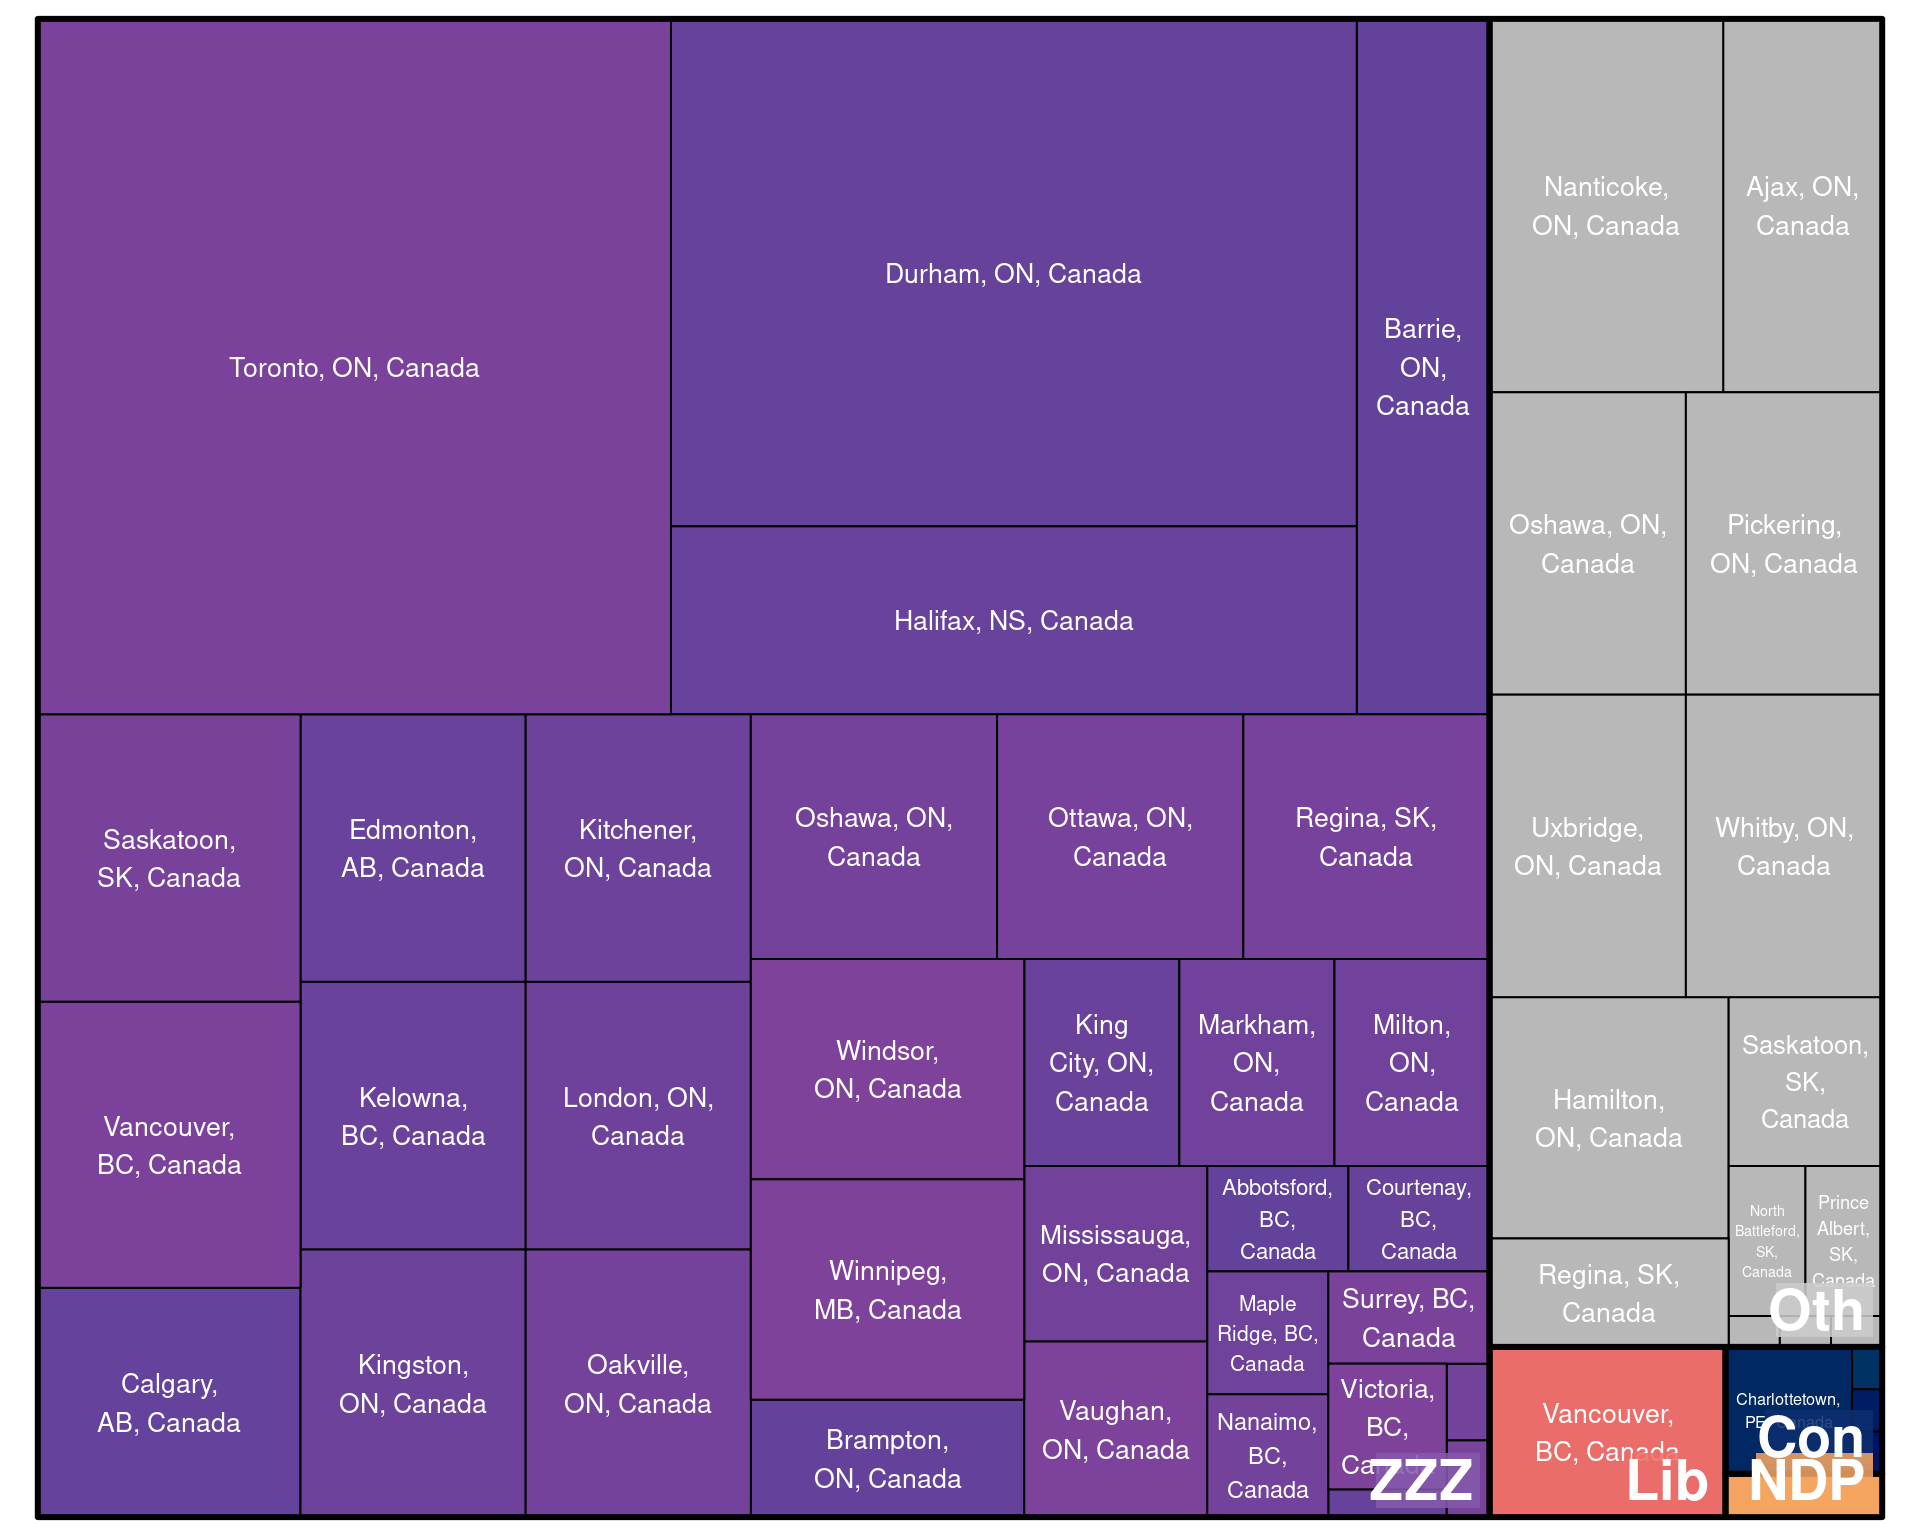 Toronto, ON, Canada
Durham, ON, Canada
Halifax, NS, Canada
Barrie,
ON,
Canada
Saskatoon,
SK, Canada
Vancouver,
BC, Canada
Calgary,
AB, Canada
Edmonton,
AB, Canada
Kelowna,
BC, Canada
Kingston,
ON, Canada
Kitchener,
ON, Canada
London, ON,
Canada
Oakville,
ON, Canada
Oshawa, ON,
Canada
Ottawa, ON,
Canada
Regina, SK,
Canada
Windsor,
ON, Canada
Winnipeg,
MB, Canada
Brampton,
ON, Canada
King
City, ON,
Canada
Markham,
ON,
Canada
Milton,
ON,
Canada
Mississauga,
ON, Canada
Vaughan,
ON, Canada
Abbotsford,
BC,
Canada
Courtenay,
BC,
Canada
Maple
Ridge, BC,
Canada
Nanaimo,
BC,
Canada
Surrey, BC,
Canada
Victoria,
BC,
Canada
ZZZ
Nanticoke,
ON, Canada
Ajax, ON,
Canada
Oshawa, ON,
Canada
Pickering,
ON, Canada
Uxbridge,
ON, Canada
Whitby, ON,
Canada
Hamilton,
ON, Canada
Regina, SK,
Canada
Saskatoon,
SK,
Canada
North
Battleford,
SK,
Canada
Prince
Albert,
SK,
Canada
Oth
Vancouver,
BC, Canada
Lib
Charlottetown,
PE, Canada
Con
NDP